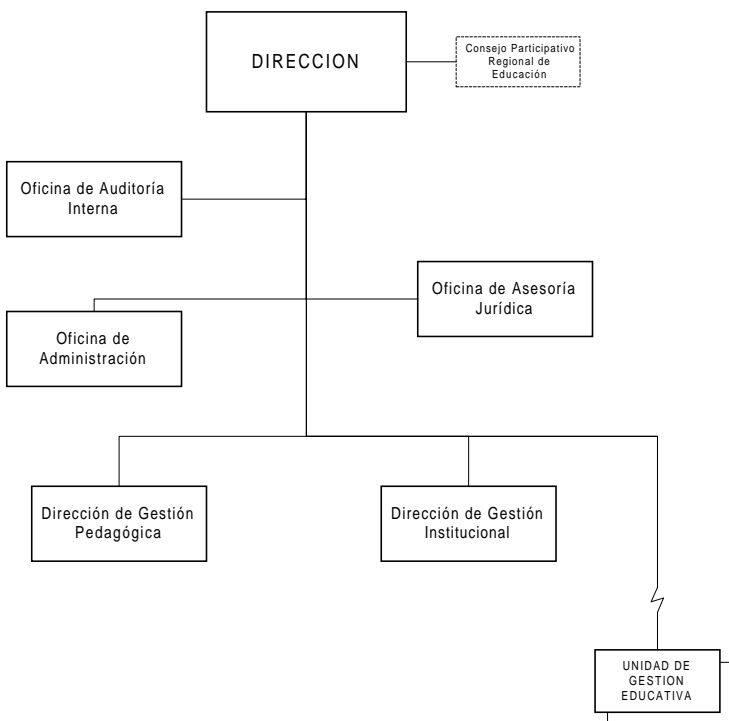 DIRECCION
Consejo Participativo
Regional de
Educación
Oficina de Auditoría
Interna
Oficina de Asesoría
Jurídica
Oficina de
Administración
Dirección de Gestión
Pedagógica
Dirección de Gestión
Institucional
UNIDAD DE
GESTION
EDUCATIVA